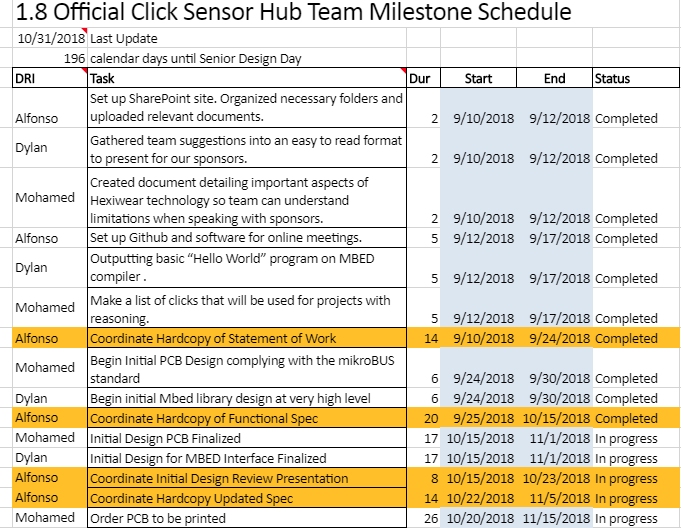 1.8 Official Click Sensor Hub Team Milestone Schedule
10/31/2018 Last Update
196 calendar days until Senior Design Day
DRI Task Dur Start End Status
Set up SharePoint site. Organized necessary folders and
Alfonso uploaded relevant documents. 2 9/10/2018 9/12/2018 Completed
Dylan Gathered team suggestions into an easy to read format
to present for our sponsors. 2 9/10/2018 9/12/2018 Completed
Created document detailing important aspects of
Mohamed Hexiwear technology so team can understand
limitations when speaking with sponsors. 2 9/10/2018 9/12/2018 Completed
Alfonso Set up Github and software for online meetings. 5 9/12/2018 9/17/2018 Completed
Dylan Outputting basic “Hello World” program on MBED
compiler . 5 9/12/2018 9/17/2018 Completed
Mohamed Make a list of clicks that will be used for projects with
reasoning. 5 9/12/2018 9/17/2018 Completed
Alfonso Coordinate Hardcopy of Statement of Work 14 9/10/2018 9/24/2018 Completed
Mohamed Begin Initial PCB Design complying with the mikroBUS
standard 6 9/24/2018 9/30/2018 Completed
Dylan Begin initial Mbed library design at very high level 6 9/24/2018 9/30/2018 Completed
Alfonso Coordinate Hardcopy of Functional Spec 20 9/25/2018 10/15/2018 Completed
Mohamed Initial Design PCB Finalized 17 10/15/2018 11/1/2018 In progress
Dylan Initial Design for MBED Interface Finalized 17 10/15/2018 11/1/2018 In progress
Alfonso Coordinate Initial Design Review Presentation 8 10/15/2018 10/23/2018 In progress
Alfonso Coordinate Hardcopy Updated Spec 14 10/22/2018 11/5/2018 In progress
Mohamed Order PCB to be printed 26 10/20/2018 11/15/2018 In progress